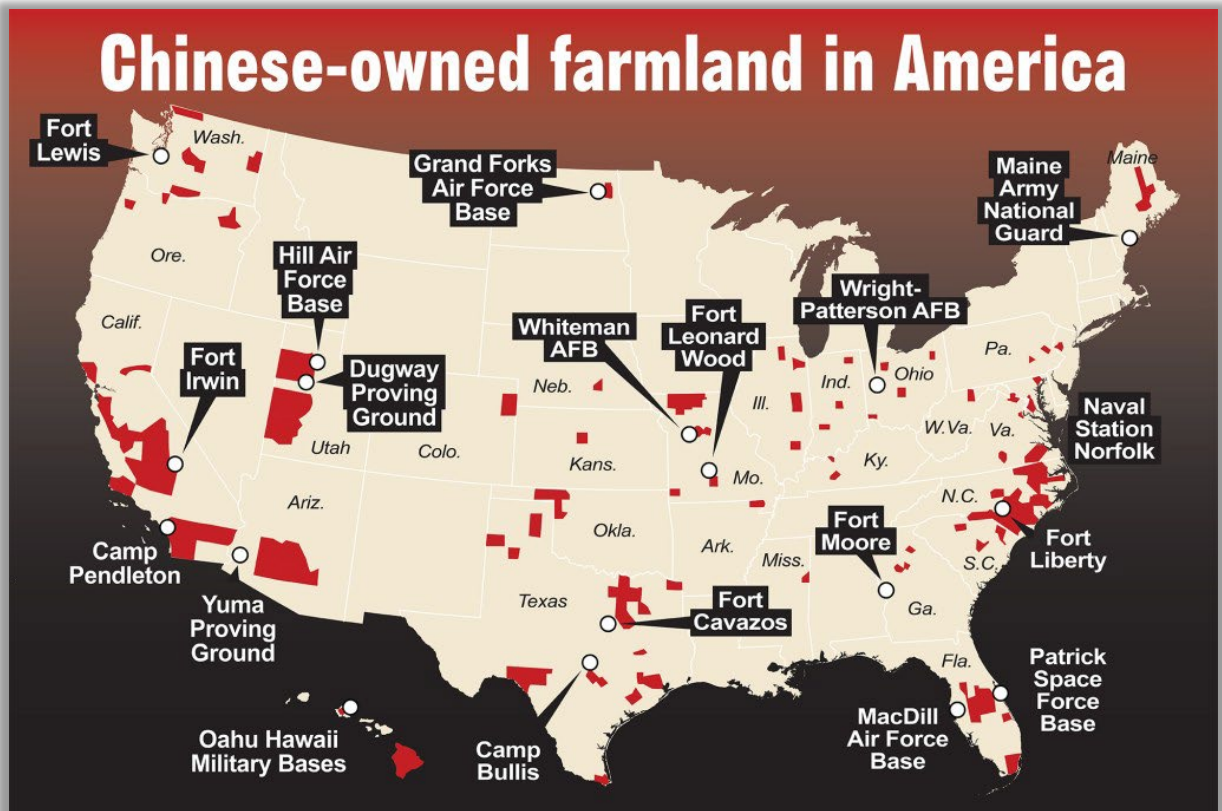 Chinese-owned farmland in America
Fort
Lewis
Wash.
Grand Forks
Air Force
Base
Maine
Maine
Army
National
Guard
Ore.
Hill Air
Force
Base
Calif.
Fort
Irwin
Dugway
Proving
Ground
Utah
Whiteman
AFB
Fort
Leonard
Wood
Wright-
Patterson AFB
Neb.
Ill.
Ind.
Ohio
Pa.
Colo.
Kans.
Mo.
Ky.
W.Va.
Va.
Naval
Station
Norfolk
Ariz.
Okla.
Ark.
Miss.
Fort
Moore
N.C.
S.C.
Fort
Liberty
Camp
Pendleton
Yuma
Proving
Ground
Texas
Fort
Cavazos
Ga.
Fla.
Patrick
Space
Force
Base
MacDill
Air Force
Base
Oahu Hawaii
Military Bases
Camp
Bullis